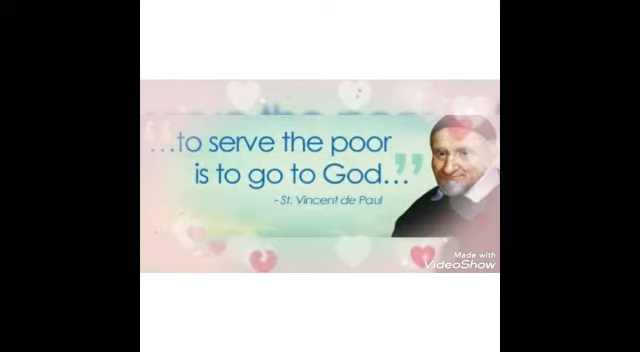 “…to serve the poor
is to go to God…”
- St. Vincent de Paul
Made with
VideoShow